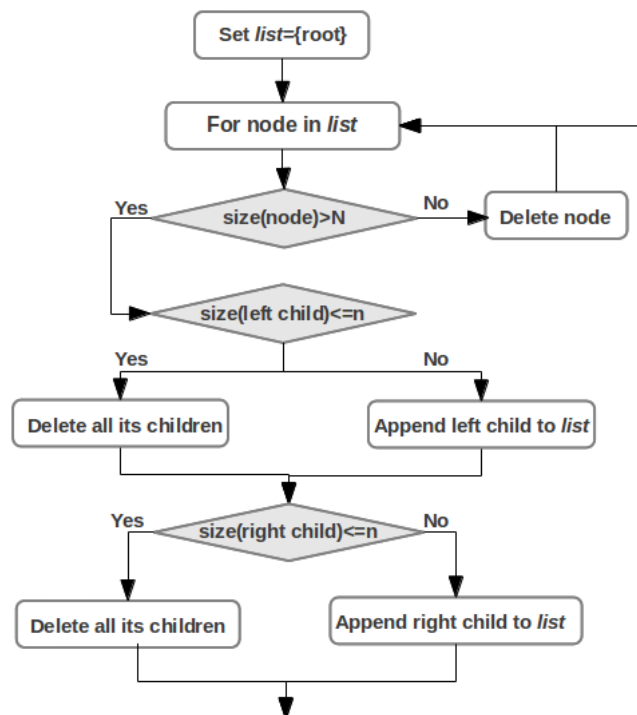 Set list={root}
For node in list
Yes
size(node)>N
No
Delete node
size(left child)<=n
Yes
No
Delete all its children
Append left child to list
Yes
size(right child)<=n
No
Delete all its children
Append right child to list